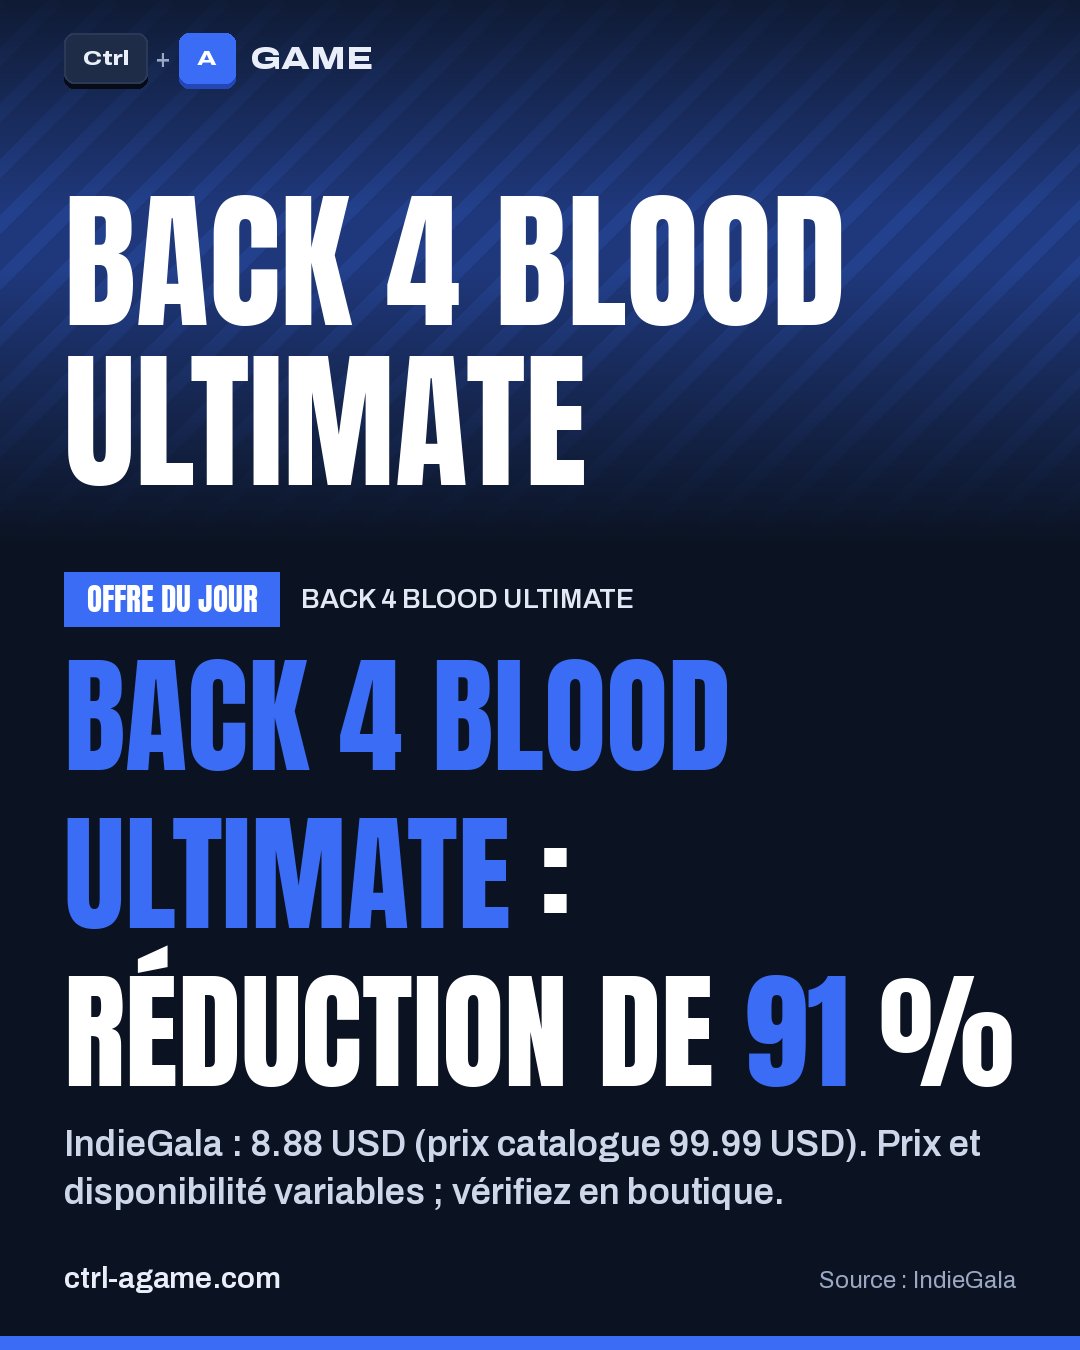 Ctrl + A GAME
BACK 4 BLOOD
ULTIMATE
OFFRE DU JOUR BACK 4 BLOOD ULTIMATE
BACK 4 BLOOD
ULTIMATE :
RÉDUCTION DE 91 %
IndieGala : 8.88 USD (prix catalogue 99.99 USD). Prix et
disponibilité variables ; vérifiez en boutique.
ctrl-agame.com Source : IndieGala